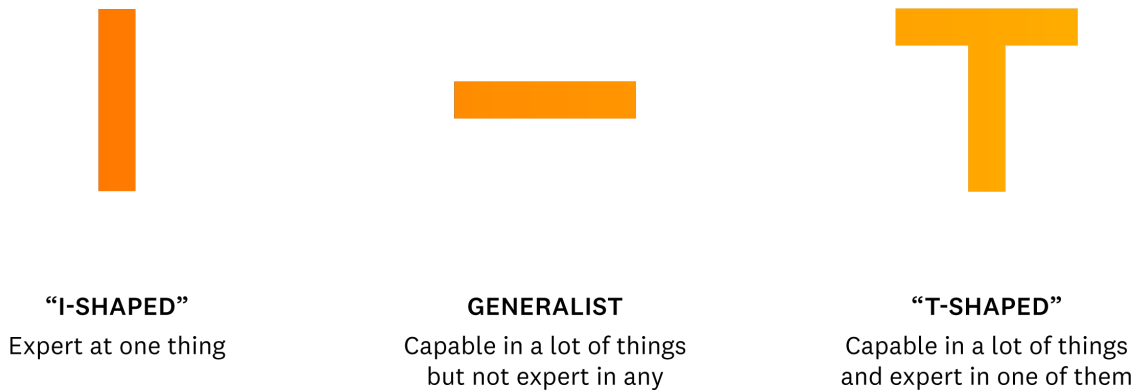 “I-SHAPED”
Expert at one thing
GENERALIST
Capable in a lot of things
but not expert in any
“T-SHAPED”
Capable in a lot of things
and expert in one of them